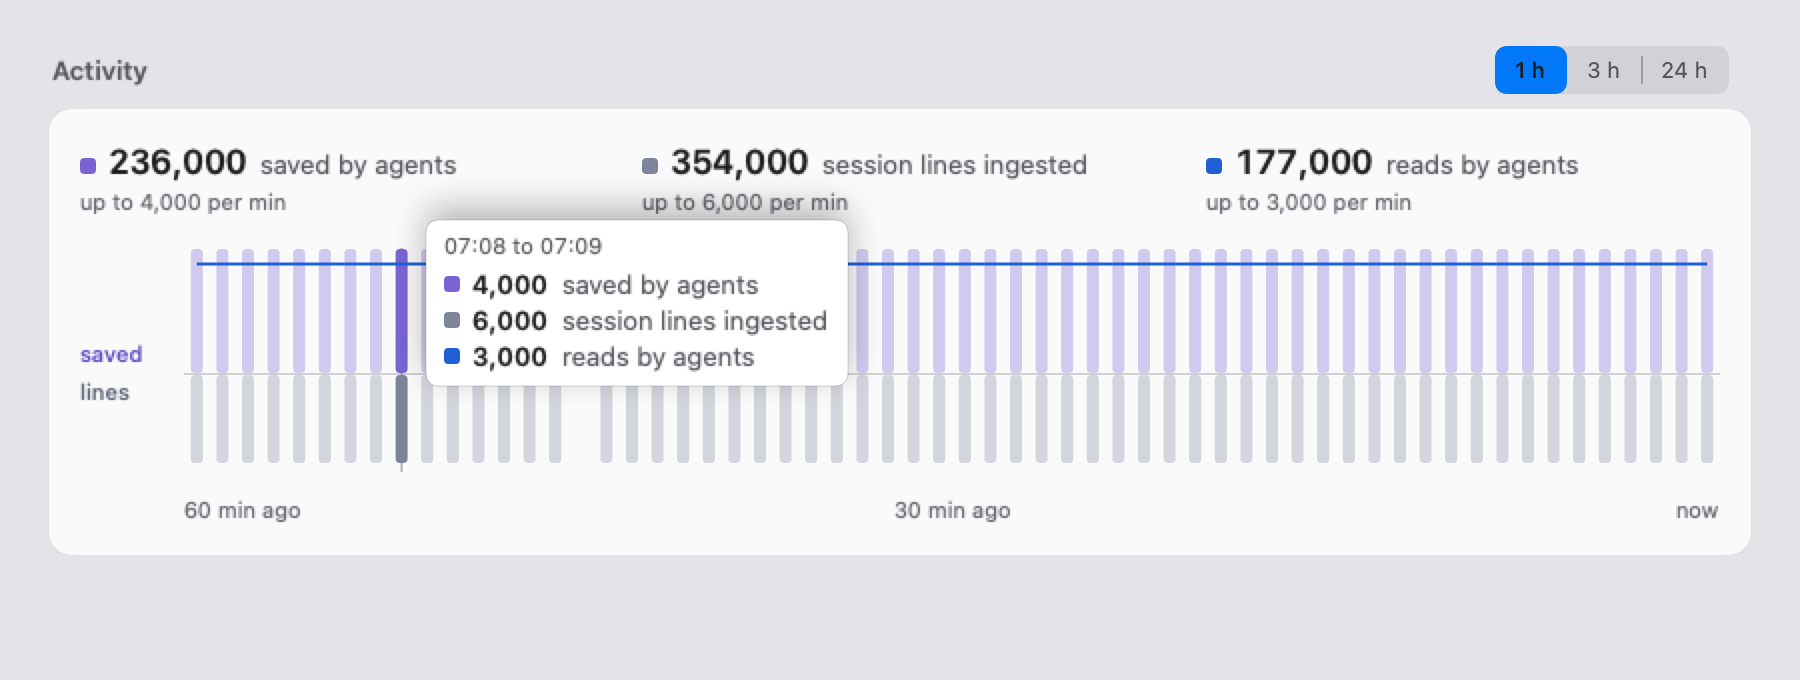 Activity
1 h 3 h 24 h
236,000 saved by agents
up to 4,000 per min
354,000 session lines ingested
up to 6,000 per min
177,000 reads by agents
up to 3,000 per min
07:08 to 07:09
4,000 saved by agents
6,000 session lines ingested
3,000 reads by agents
saved
lines
60 min ago
30 min ago
now